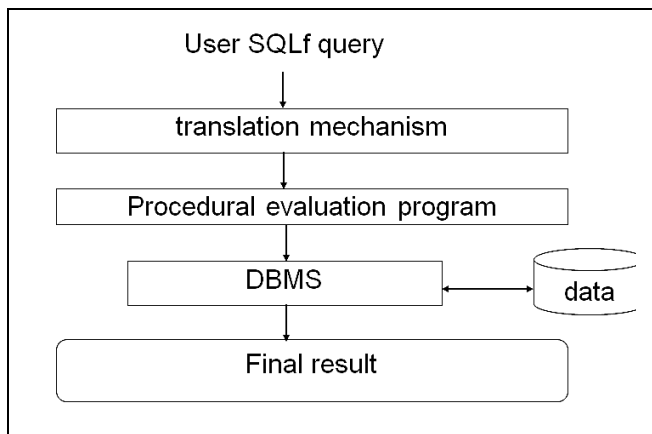 User SQLf query
translation mechanism
Procedural evaluation program
DBMS
data
Final result